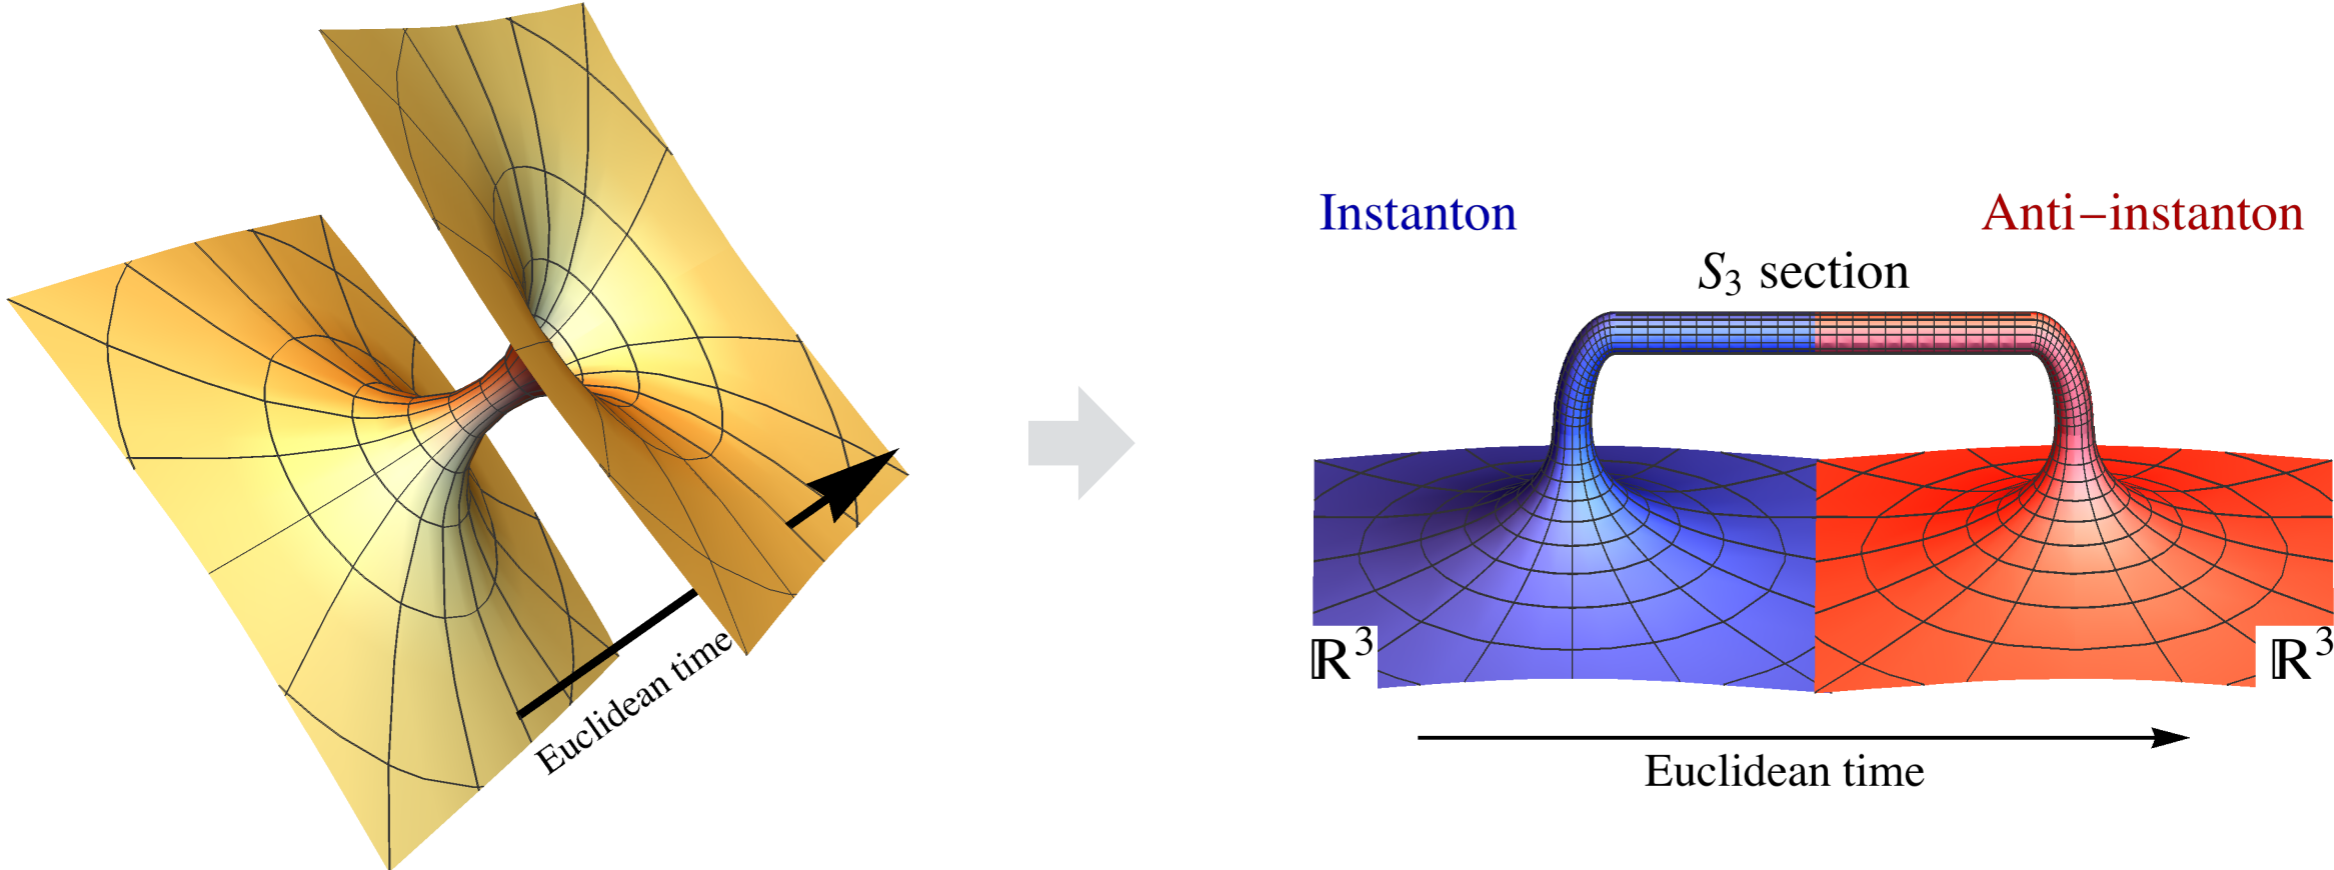 Euclidean time
Instanton
Anti−instanton
S₃ section
ℝ³
ℝ³
Euclidean time